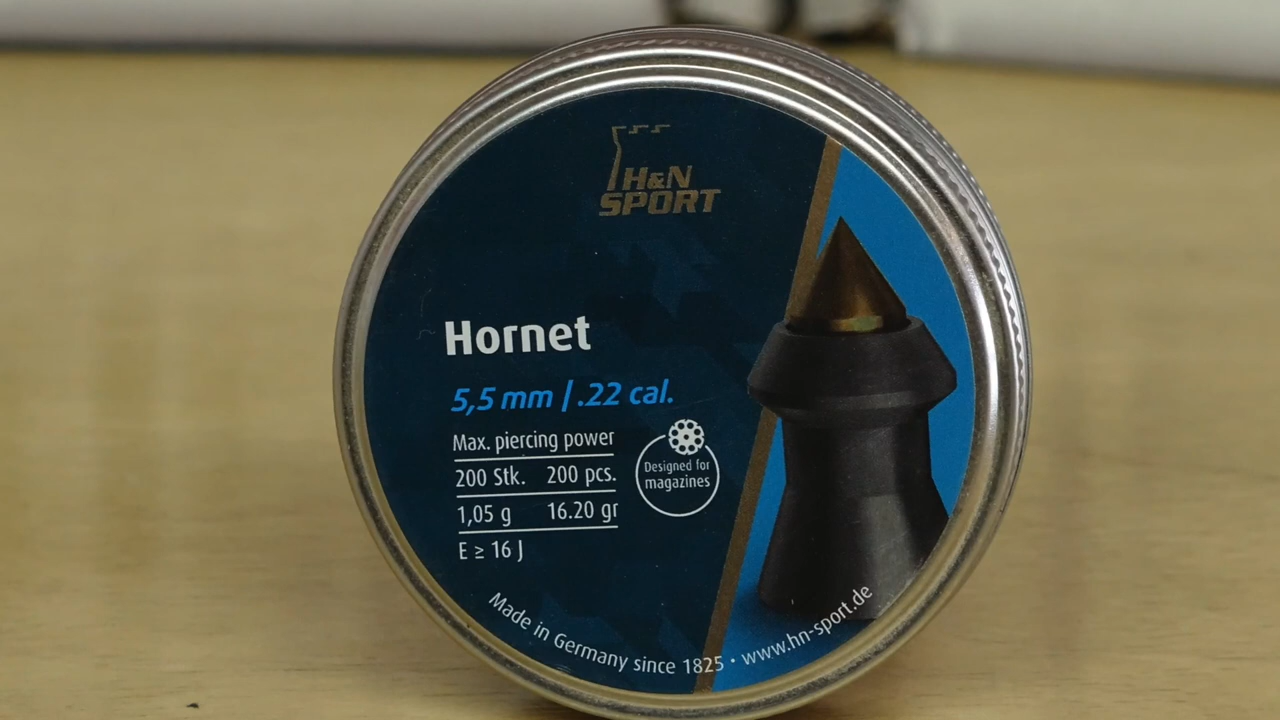 H&N
SPORT
Hornet
5,5 mm / .22 cal.
Max. piercing power
200 Stk. 200 pcs.
1,05 g 16.20 gr
E ≥ 16 J
Designed for
magazines
Made in Germany since 1825 • www.hn-sport.de